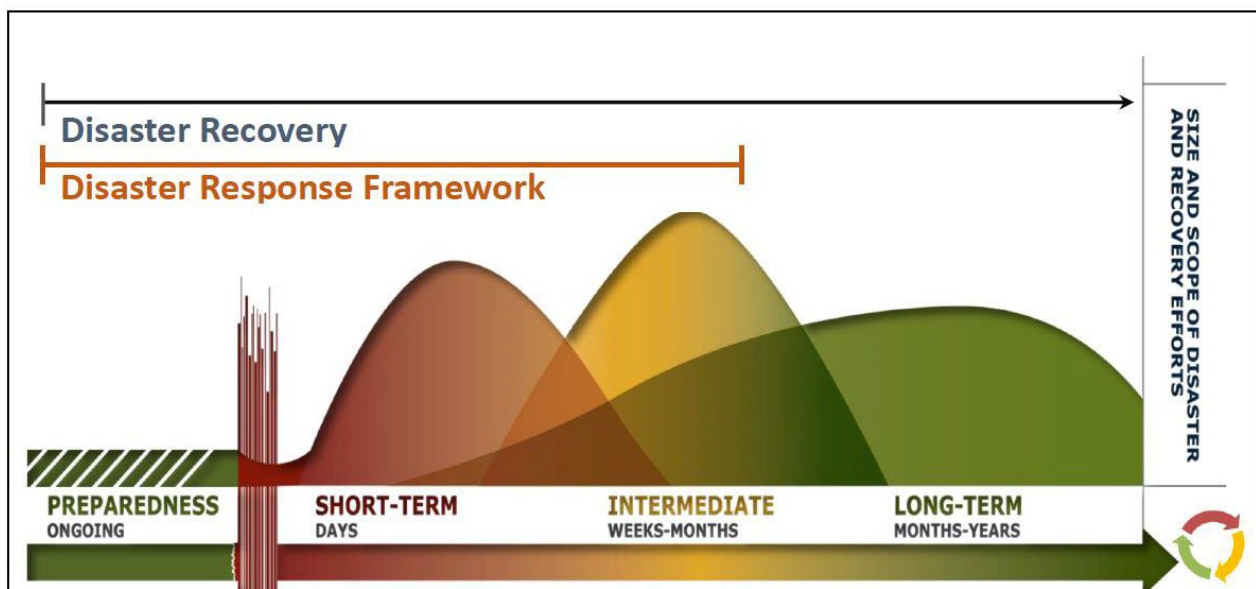 Disaster Recovery
Disaster Response Framework
SIZE AND SCOPE OF DISASTER
AND RECOVERY EFFORTS
PREPAREDNESS
ONGOING
SHORT-TERM
DAYS
INTERMEDIATE
WEEKS-MONTHS
LONG-TERM
MONTHS-YEARS